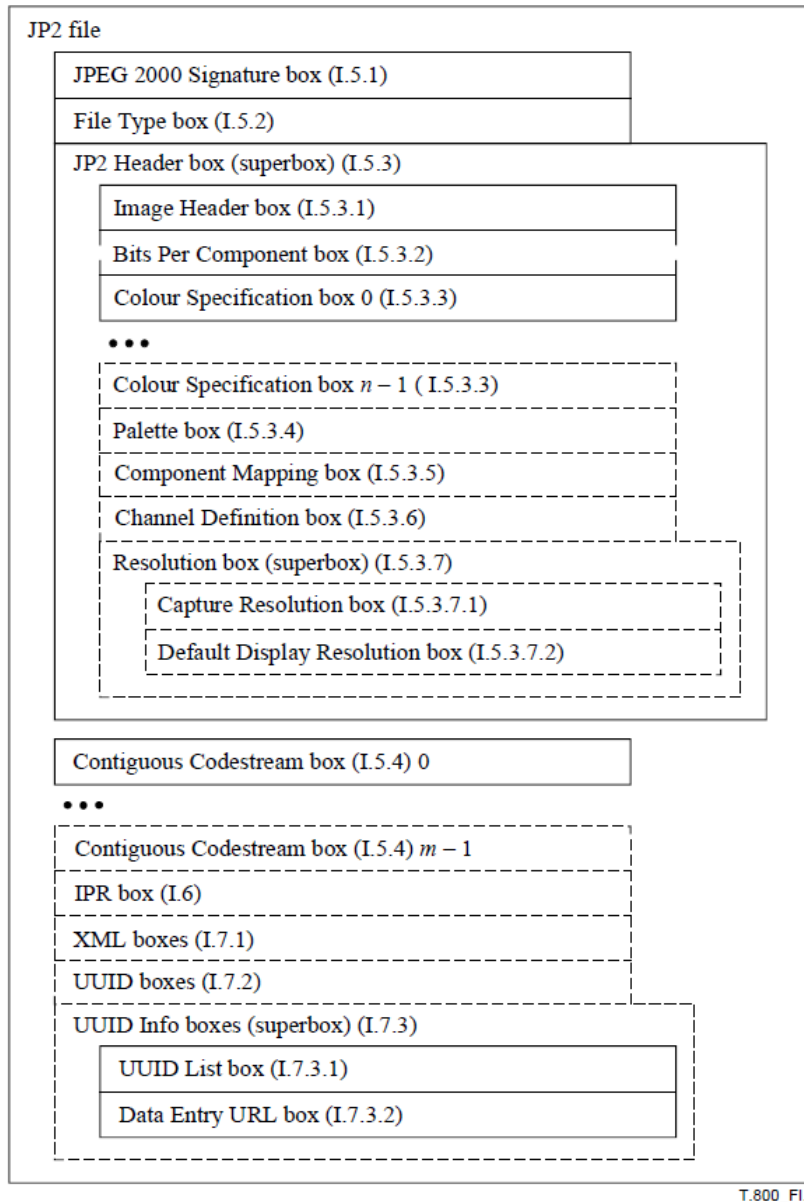 JP2 file
JPEG 2000 Signature box (I.5.1)
File Type box (I.5.2)
JP2 Header box (superbox) (I.5.3)
Image Header box (I.5.3.1)
Bits Per Component box (I.5.3.2)
Colour Specification box 0 (I.5.3.3)
•••
Colour Specification box n – 1 ( I.5.3.3)
Palette box (I.5.3.4)
Component Mapping box (I.5.3.5)
Channel Definition box (I.5.3.6)
Resolution box (superbox) (I.5.3.7)
Capture Resolution box (I.5.3.7.1)
Default Display Resolution box (I.5.3.7.2)
Contiguous Codestream box (I.5.4) 0
•••
Contiguous Codestream box (I.5.4) m – 1
IPR box (I.6)
XML boxes (I.7.1)
UUID boxes (I.7.2)
UUID Info boxes (superbox) (I.7.3)
UUID List box (I.7.3.1)
Data Entry URL box (I.7.3.2)
T.800_FI